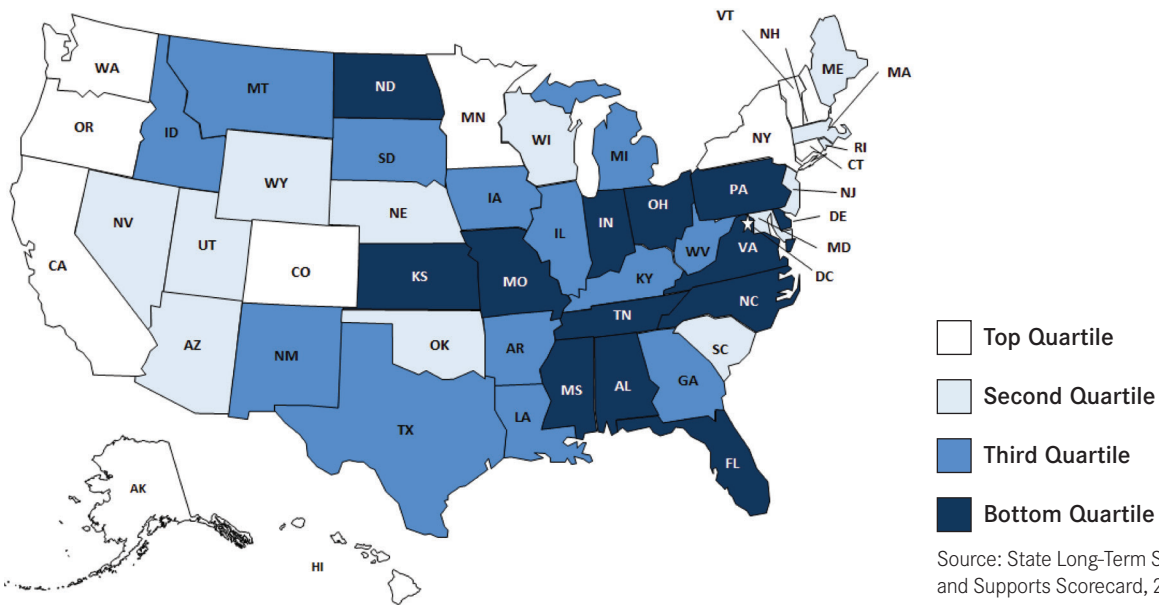 VT
NH
ME
MA
WA
MT
ND
MN
OR
ID
WI
NY
SD
MI
RI
CT
WY
IA
PA
NJ
NE
OH
NV
IN
DE
UT
IL
WV
MD
VA
CA
CO
KS
MO
KY
DC
NC
TN
AZ
OK
SC
NM
AR
MS
AL
GA
TX
LA
FL
AK
HI
Top Quartile
Second Quartile
Third Quartile
Bottom Quartile
Source: State Long-Term S
and Supports Scorecard, 2